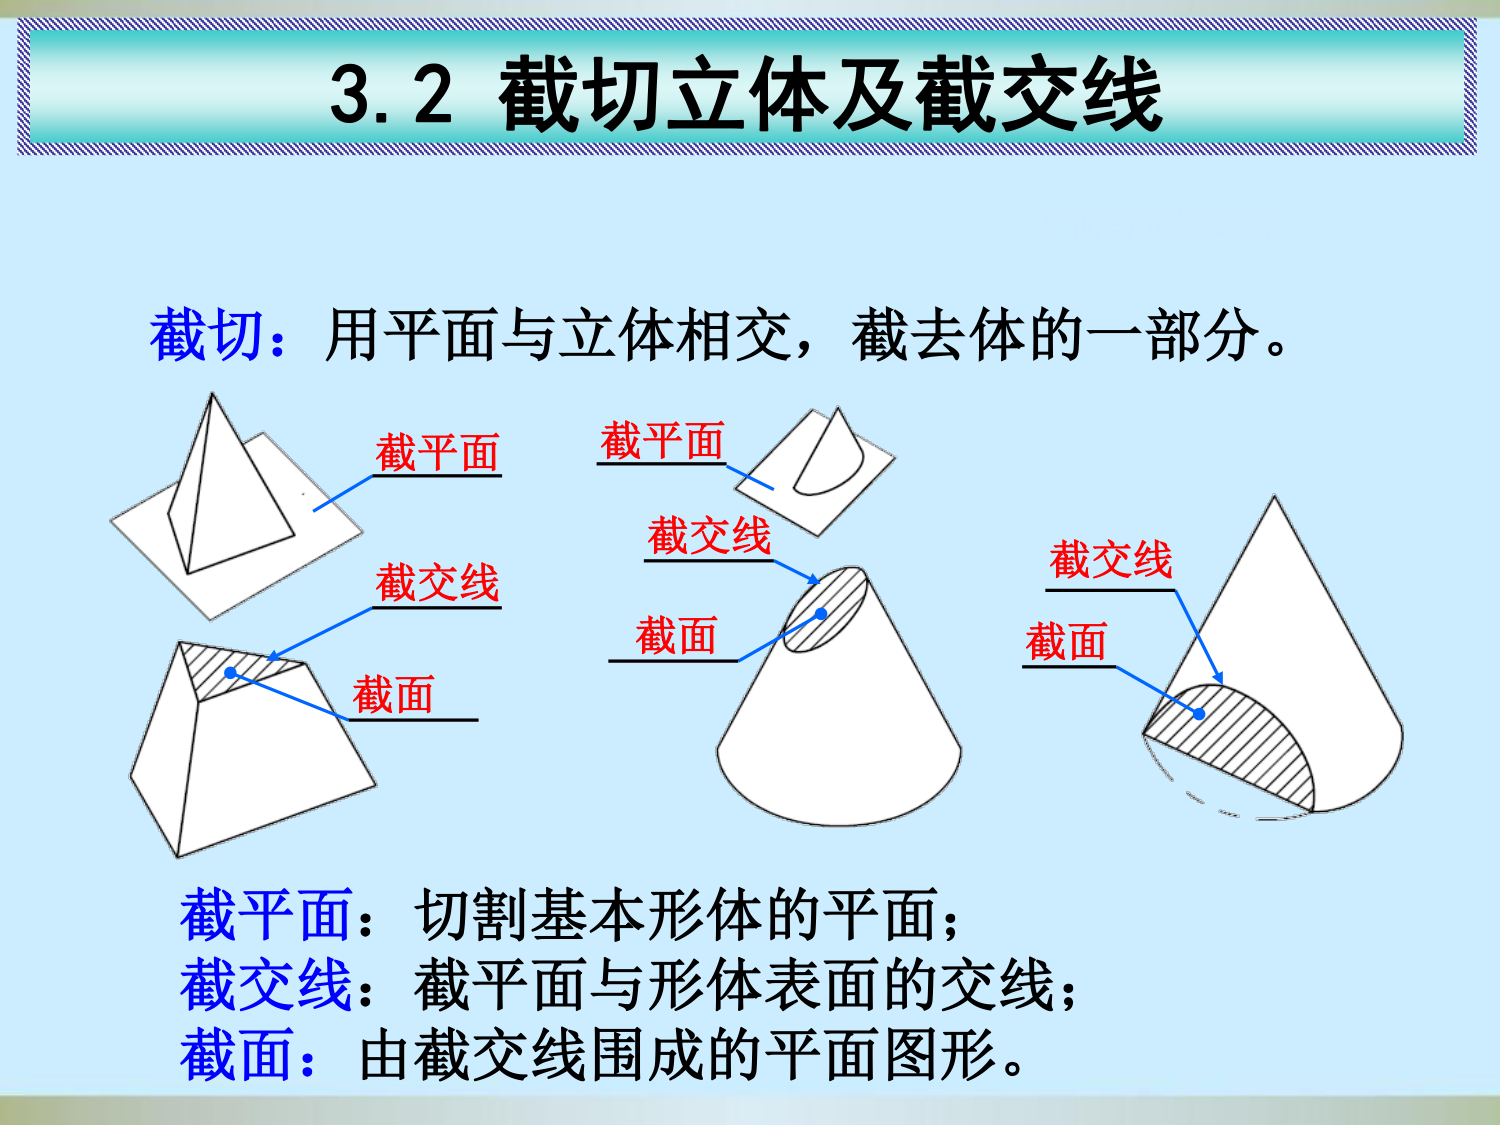 3.2 截切立体及截交线
截切：用平面与立体相交，截去体的一部分。
截平面
截交线
截面
截平面
截交线
截面
截交线
截面
截平面：切割基本形体的平面；
截交线：截平面与形体表面的交线；
截面：由截交线围成的平面图形。